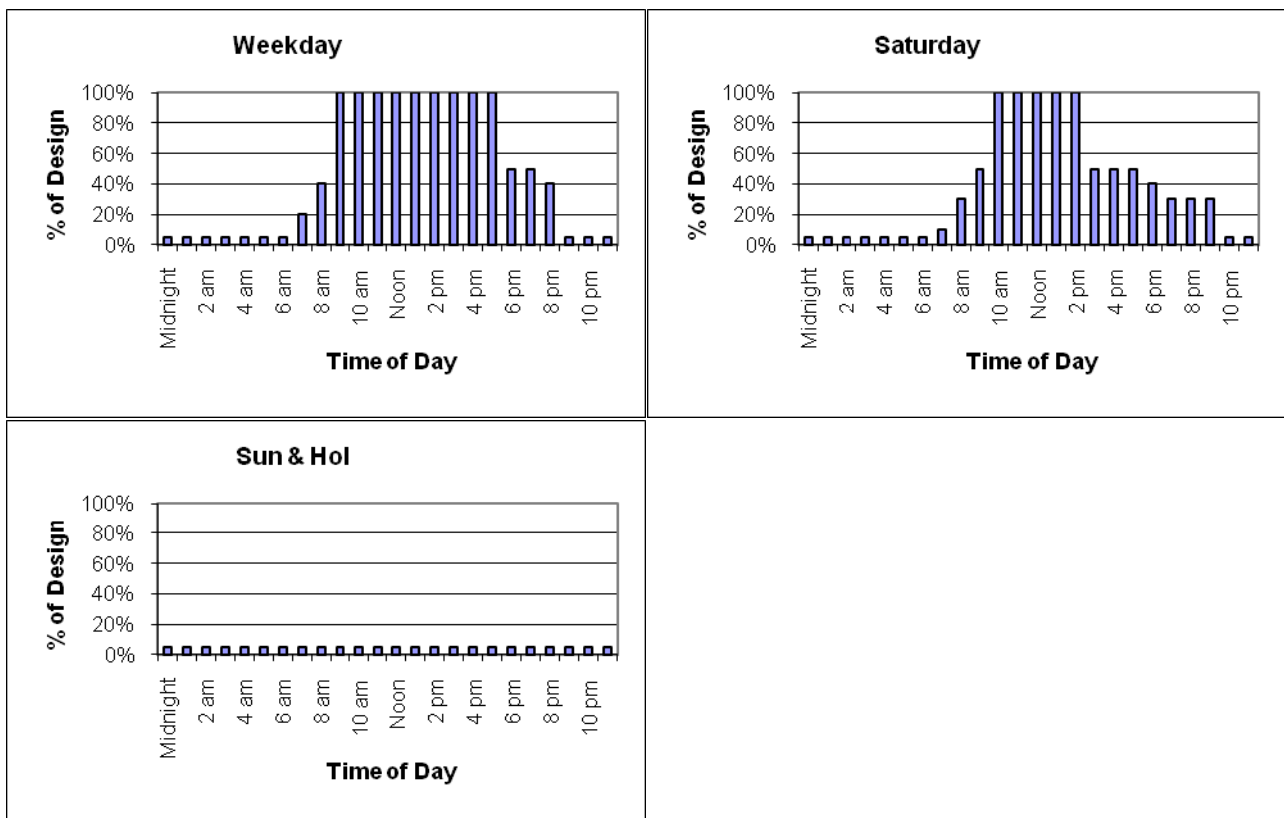 Weekday
% of Design
100%
80%
60%
40%
20%
0%
Midnight
2 am
4 am
6 am
8 am
10 am
Noon
2 pm
4 pm
6 pm
8 pm
10 pm
Time of Day
Saturday
% of Design
100%
80%
60%
40%
20%
0%
Midnight
2 am
4 am
6 am
8 am
10 am
Noon
2 pm
4 pm
6 pm
8 pm
10 pm
Time of Day
Sun & Hol
% of Design
100%
80%
60%
40%
20%
0%
Midnight
2 am
4 am
6 am
8 am
10 am
Noon
2 pm
4 pm
6 pm
8 pm
10 pm
Time of Day